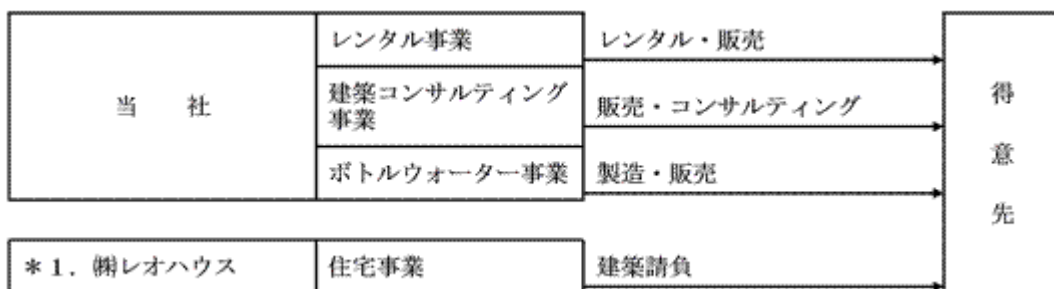 当　　社
レンタル事業
レンタル・販売
建築コンサルティング
事業
販売・コンサルティング
ボトルウォーター事業
製造・販売
得
意
先
＊１．㈱レオハウス
住宅事業
建築請負